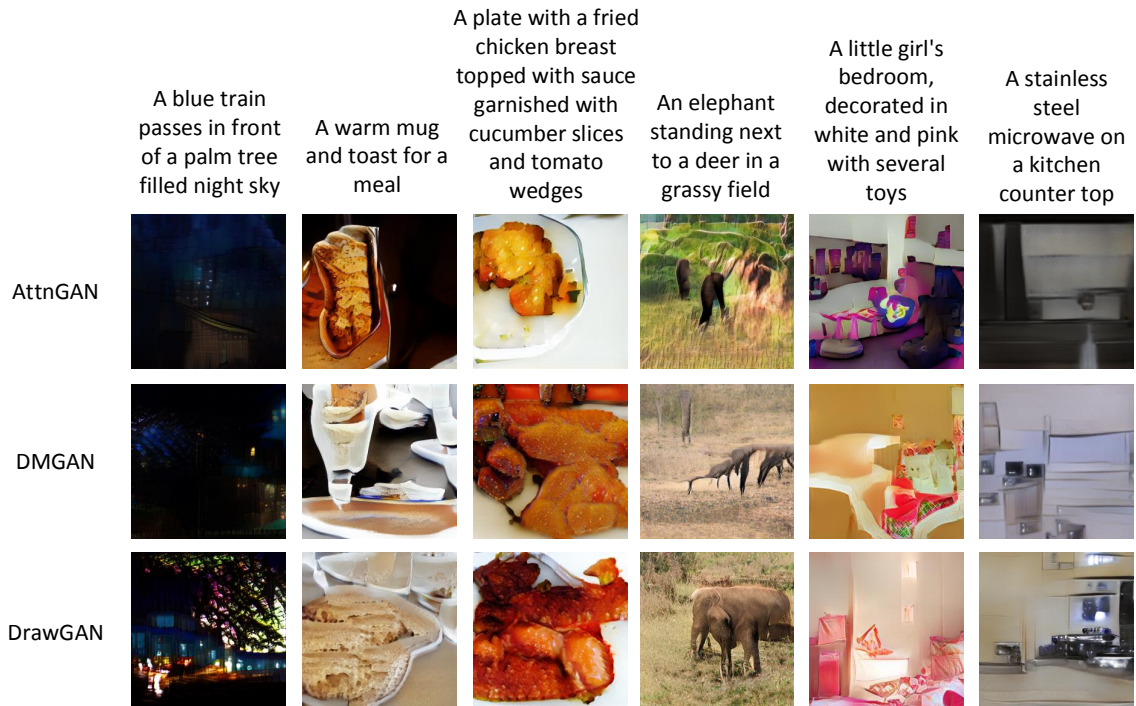 A blue train
passes in front
of a palm tree
filled night sky
A warm mug
and toast for a
meal
A plate with a fried
chicken breast
topped with sauce
garnished with
cucumber slices
and tomato
wedges
An elephant
standing next
to a deer in a
grassy field
A little girl's
bedroom,
decorated in
white and pink
with several
toys
A stainless
steel
microwave on
a kitchen
counter top
AttnGAN
DMGAN
DrawGAN